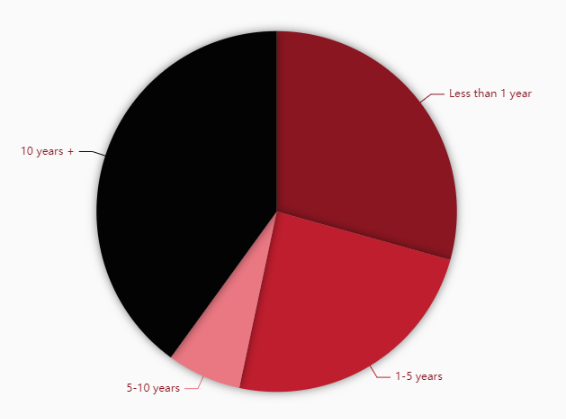 Less than 1 year
10 years +
1-5 years
5-10 years